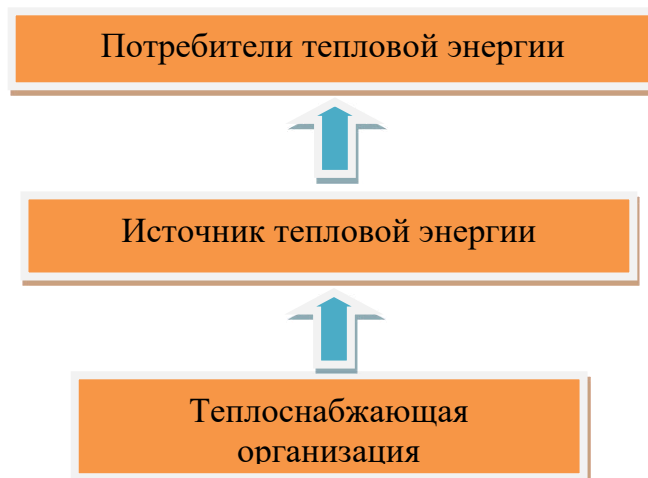 Потребители тепловой энергии
Источник тепловой энергии
Теплоснабжающая
организация